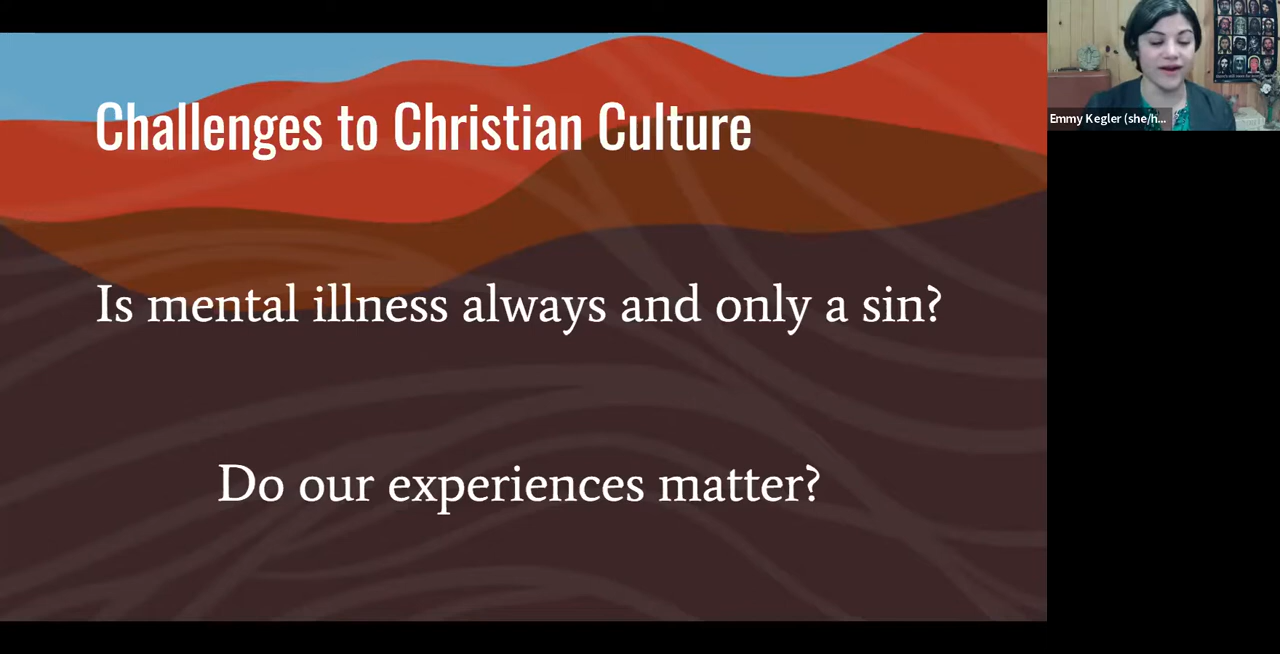 Challenges to Christian Culture
Emmy Kegler (she/h...
Is mental illness always and only a sin?
Do our experiences matter?